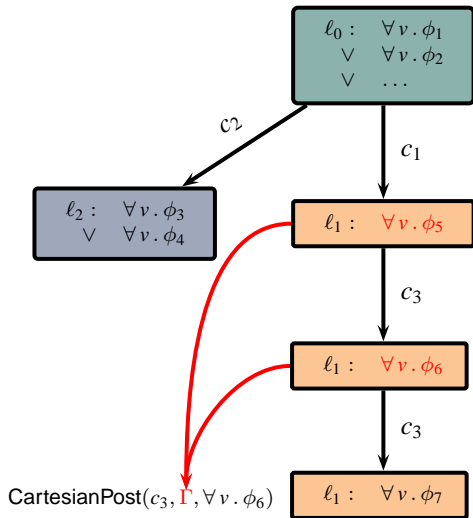 ℓ₀ : ∀ v . ϕ₁
∨ ∀ v . ϕ₂
∨ ...
c₂
c₁
ℓ₂ : ∀ v . ϕ₃
∨ ∀ v . ϕ₄
ℓ₁ : ∀ v . ϕ₅
c₃
ℓ₁ : ∀ v . ϕ₆
c₃
CartesianPost(c₃, Γ, ∀ v . ϕ₆)
ℓ₁ : ∀ v . ϕ₇